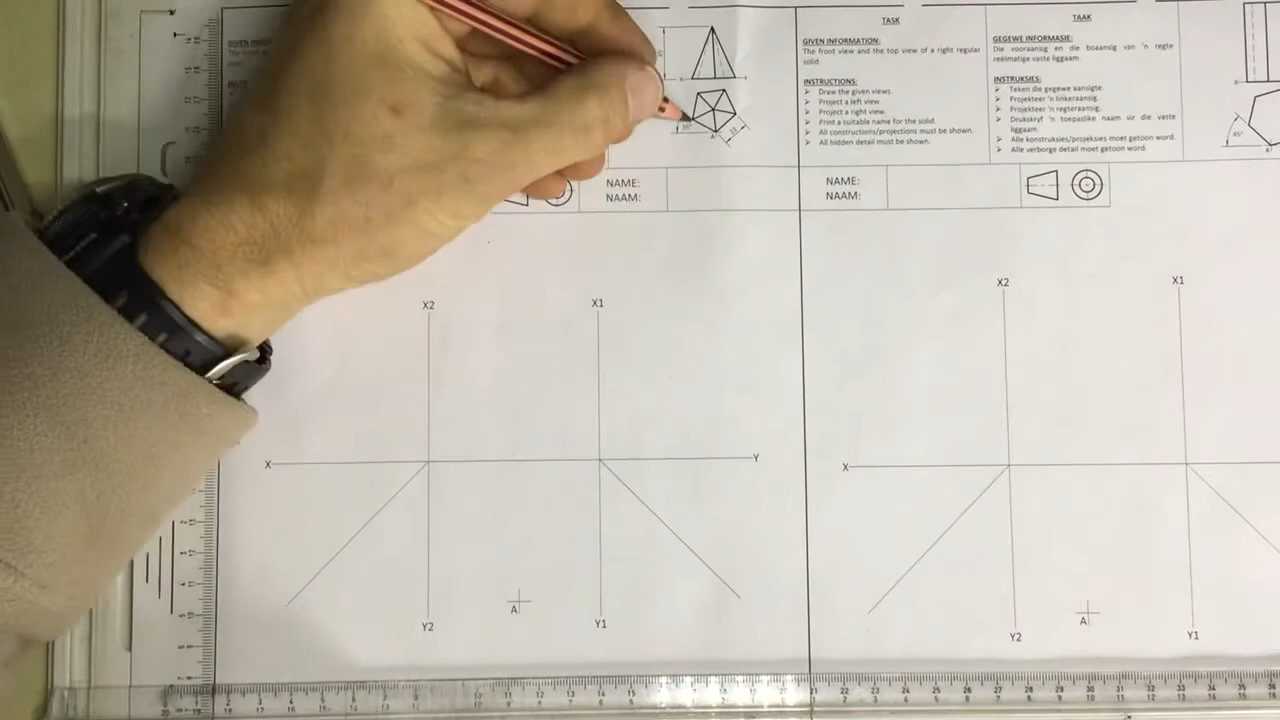 TASK
GIVEN INFORMATION:
The front view and the top view of a right regular
solid.
INSTRUCTIONS:
Draw the given views.
Project a left view
Project a right view.
Print a suitable name for the solid.
All constructions/projections must be shown.
All hidden detail must be shown.
TAAK
GEGEWE INFORMASIE:
Die vooraansig en die boaansig van 'n regte
reëlmatige vaste liggaam.
INSTRUKSIES:
Teken die gegewe aansigte.
Projekteer 'n linkeraansig.
Projekteer 'n regteraansig.
Drukskryf 'n toepaslike naam vir die vaste
liggaam.
Alle konstruksies/projeksies moet getoon word.
Alle verborge detail moet getoon word.
45°
NAME:
NAAM:
NAME:
NAAM:
X2
X1
X
Y
A
Y2
Y1
X2
X1
X
A
Y2
Y1